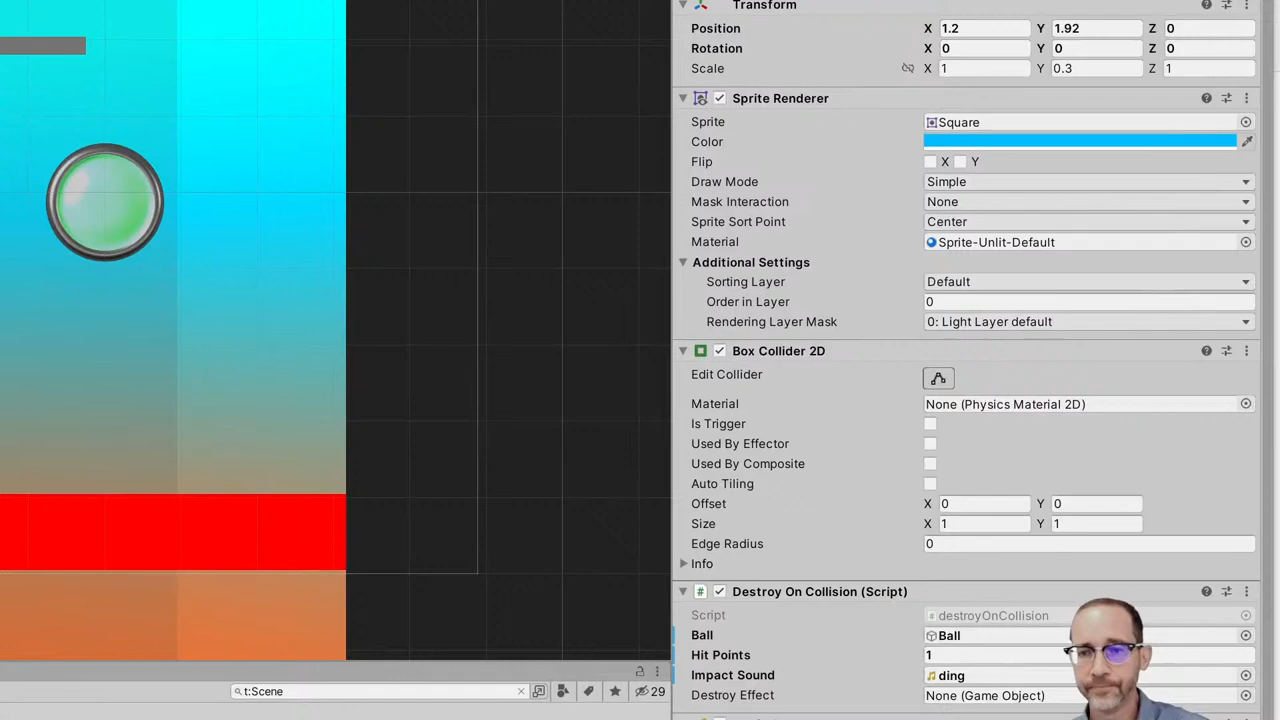 Transform
Position X 1.2 Y 1.92 Z 0
Rotation X 0 Y 0 Z 0
Scale X 1 Y 0.3 Z 1
Sprite Renderer
Sprite Square
Color
Flip X Y
Draw Mode Simple
Mask Interaction None
Sprite Sort Point Center
Material Sprite-Unlit-Default
Additional Settings
Sorting Layer Default
Order in Layer 0
Rendering Layer Mask 0: Light Layer default
Box Collider 2D
Edit Collider
Material None (Physics Material 2D)
Is Trigger
Used By Effector
Used By Composite
Auto Tiling
Offset X 0 Y 0
Size X 1 Y 1
Edge Radius 0
Info
# Destroy On Collision (Script)
Script # destroyOnCollision
Ball Ball
Hit Points 1
Impact Sound ding
t:Scene 29
Destroy Effect None (Game Object)